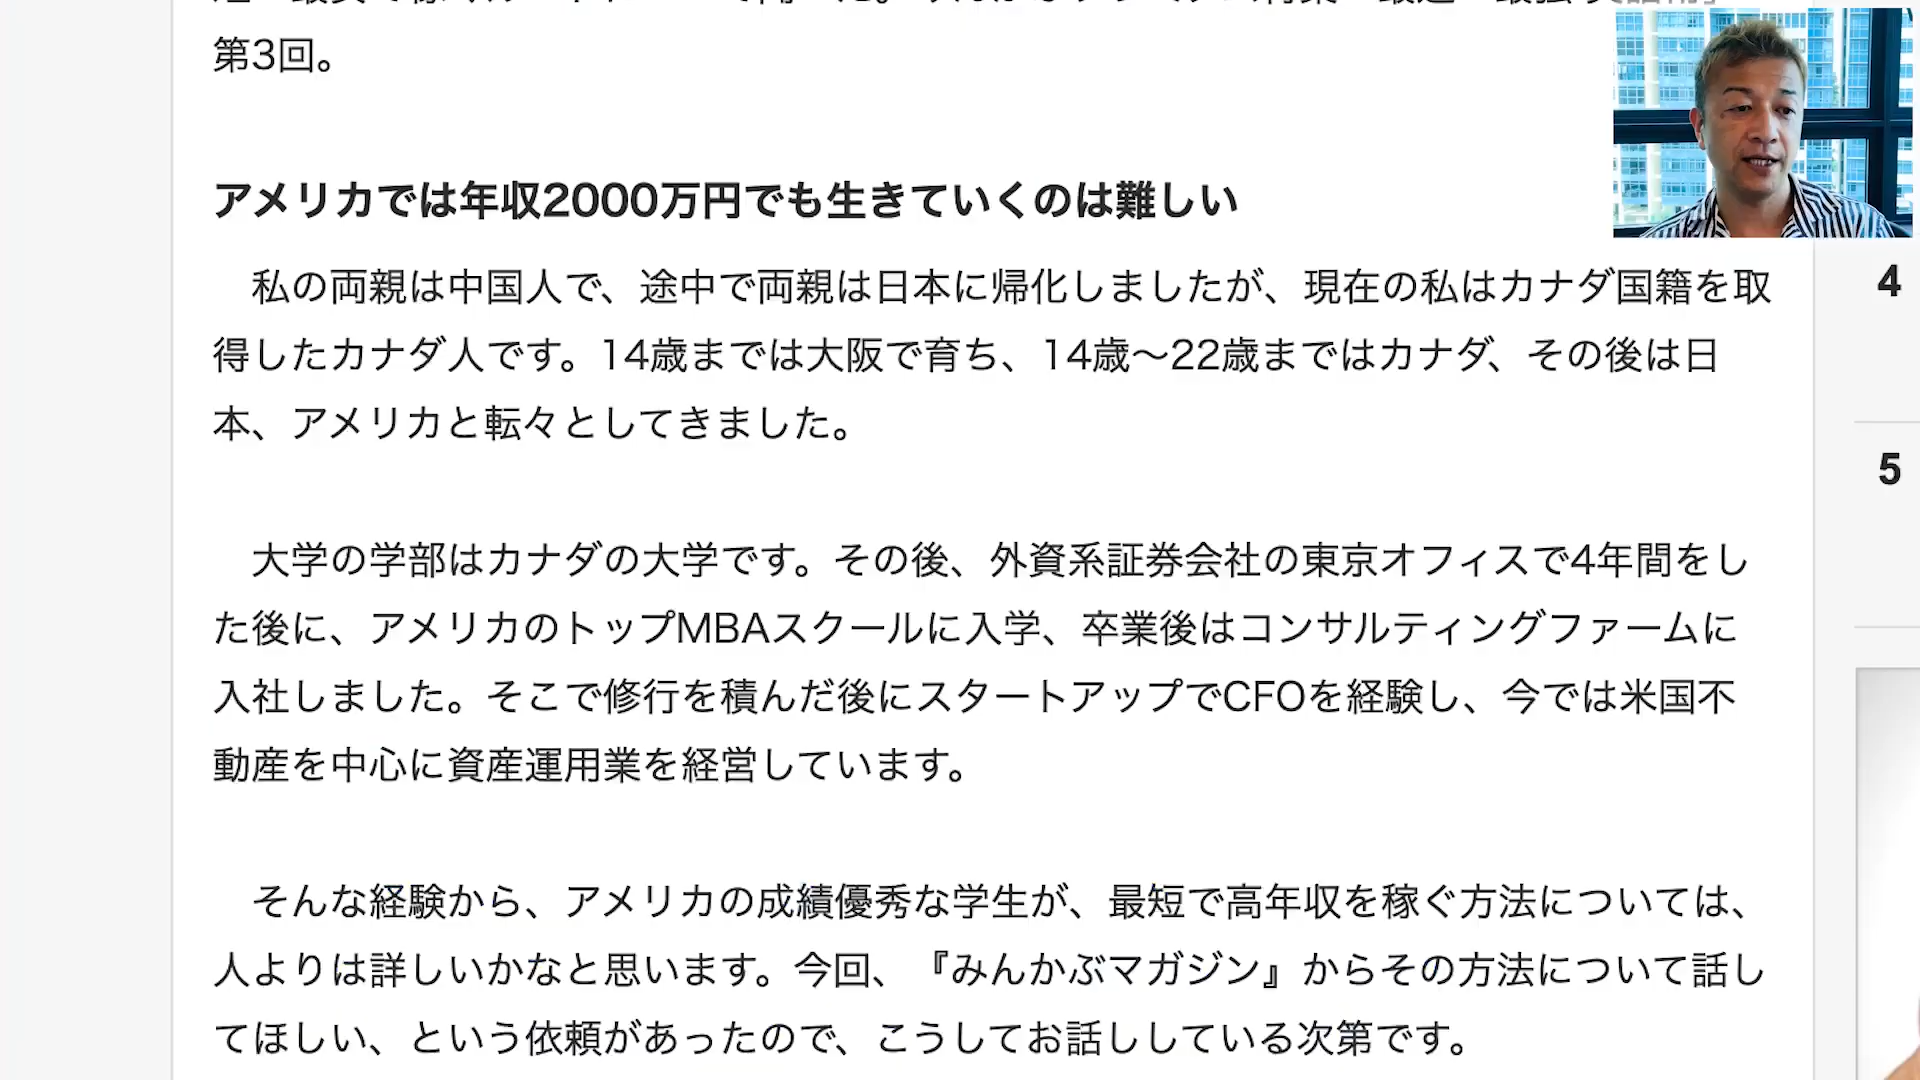 第3回。
アメリカでは年収2000万円でも生きていくのは難しい
私の両親は中国人で、途中で両親は日本に帰化しましたが、現在の私はカナダ国籍を取
得したカナダ人です。14歳までは大阪で育ち、14歳〜22歳まではカナダ、その後は日
本、アメリカと転々としてきました。
大学の学部はカナダの大学です。その後、外資系証券会社の東京オフィスで4年間をし
た後に、アメリカのトップMBAスクールに入学、卒業後はコンサルティングファームに
入社しました。そこで修行を積んだ後にスタートアップでCFOを経験し、今では米国不
動産を中心に資産運用業を経営しています。
そんな経験から、アメリカの成績優秀な学生が、最短で高年収を稼ぐ方法については、
人よりは詳しいかなと思います。今回、『みんかぶマガジン』からその方法について話し
てほしい、という依頼があったので、こうしてお話ししている次第です。
4
5